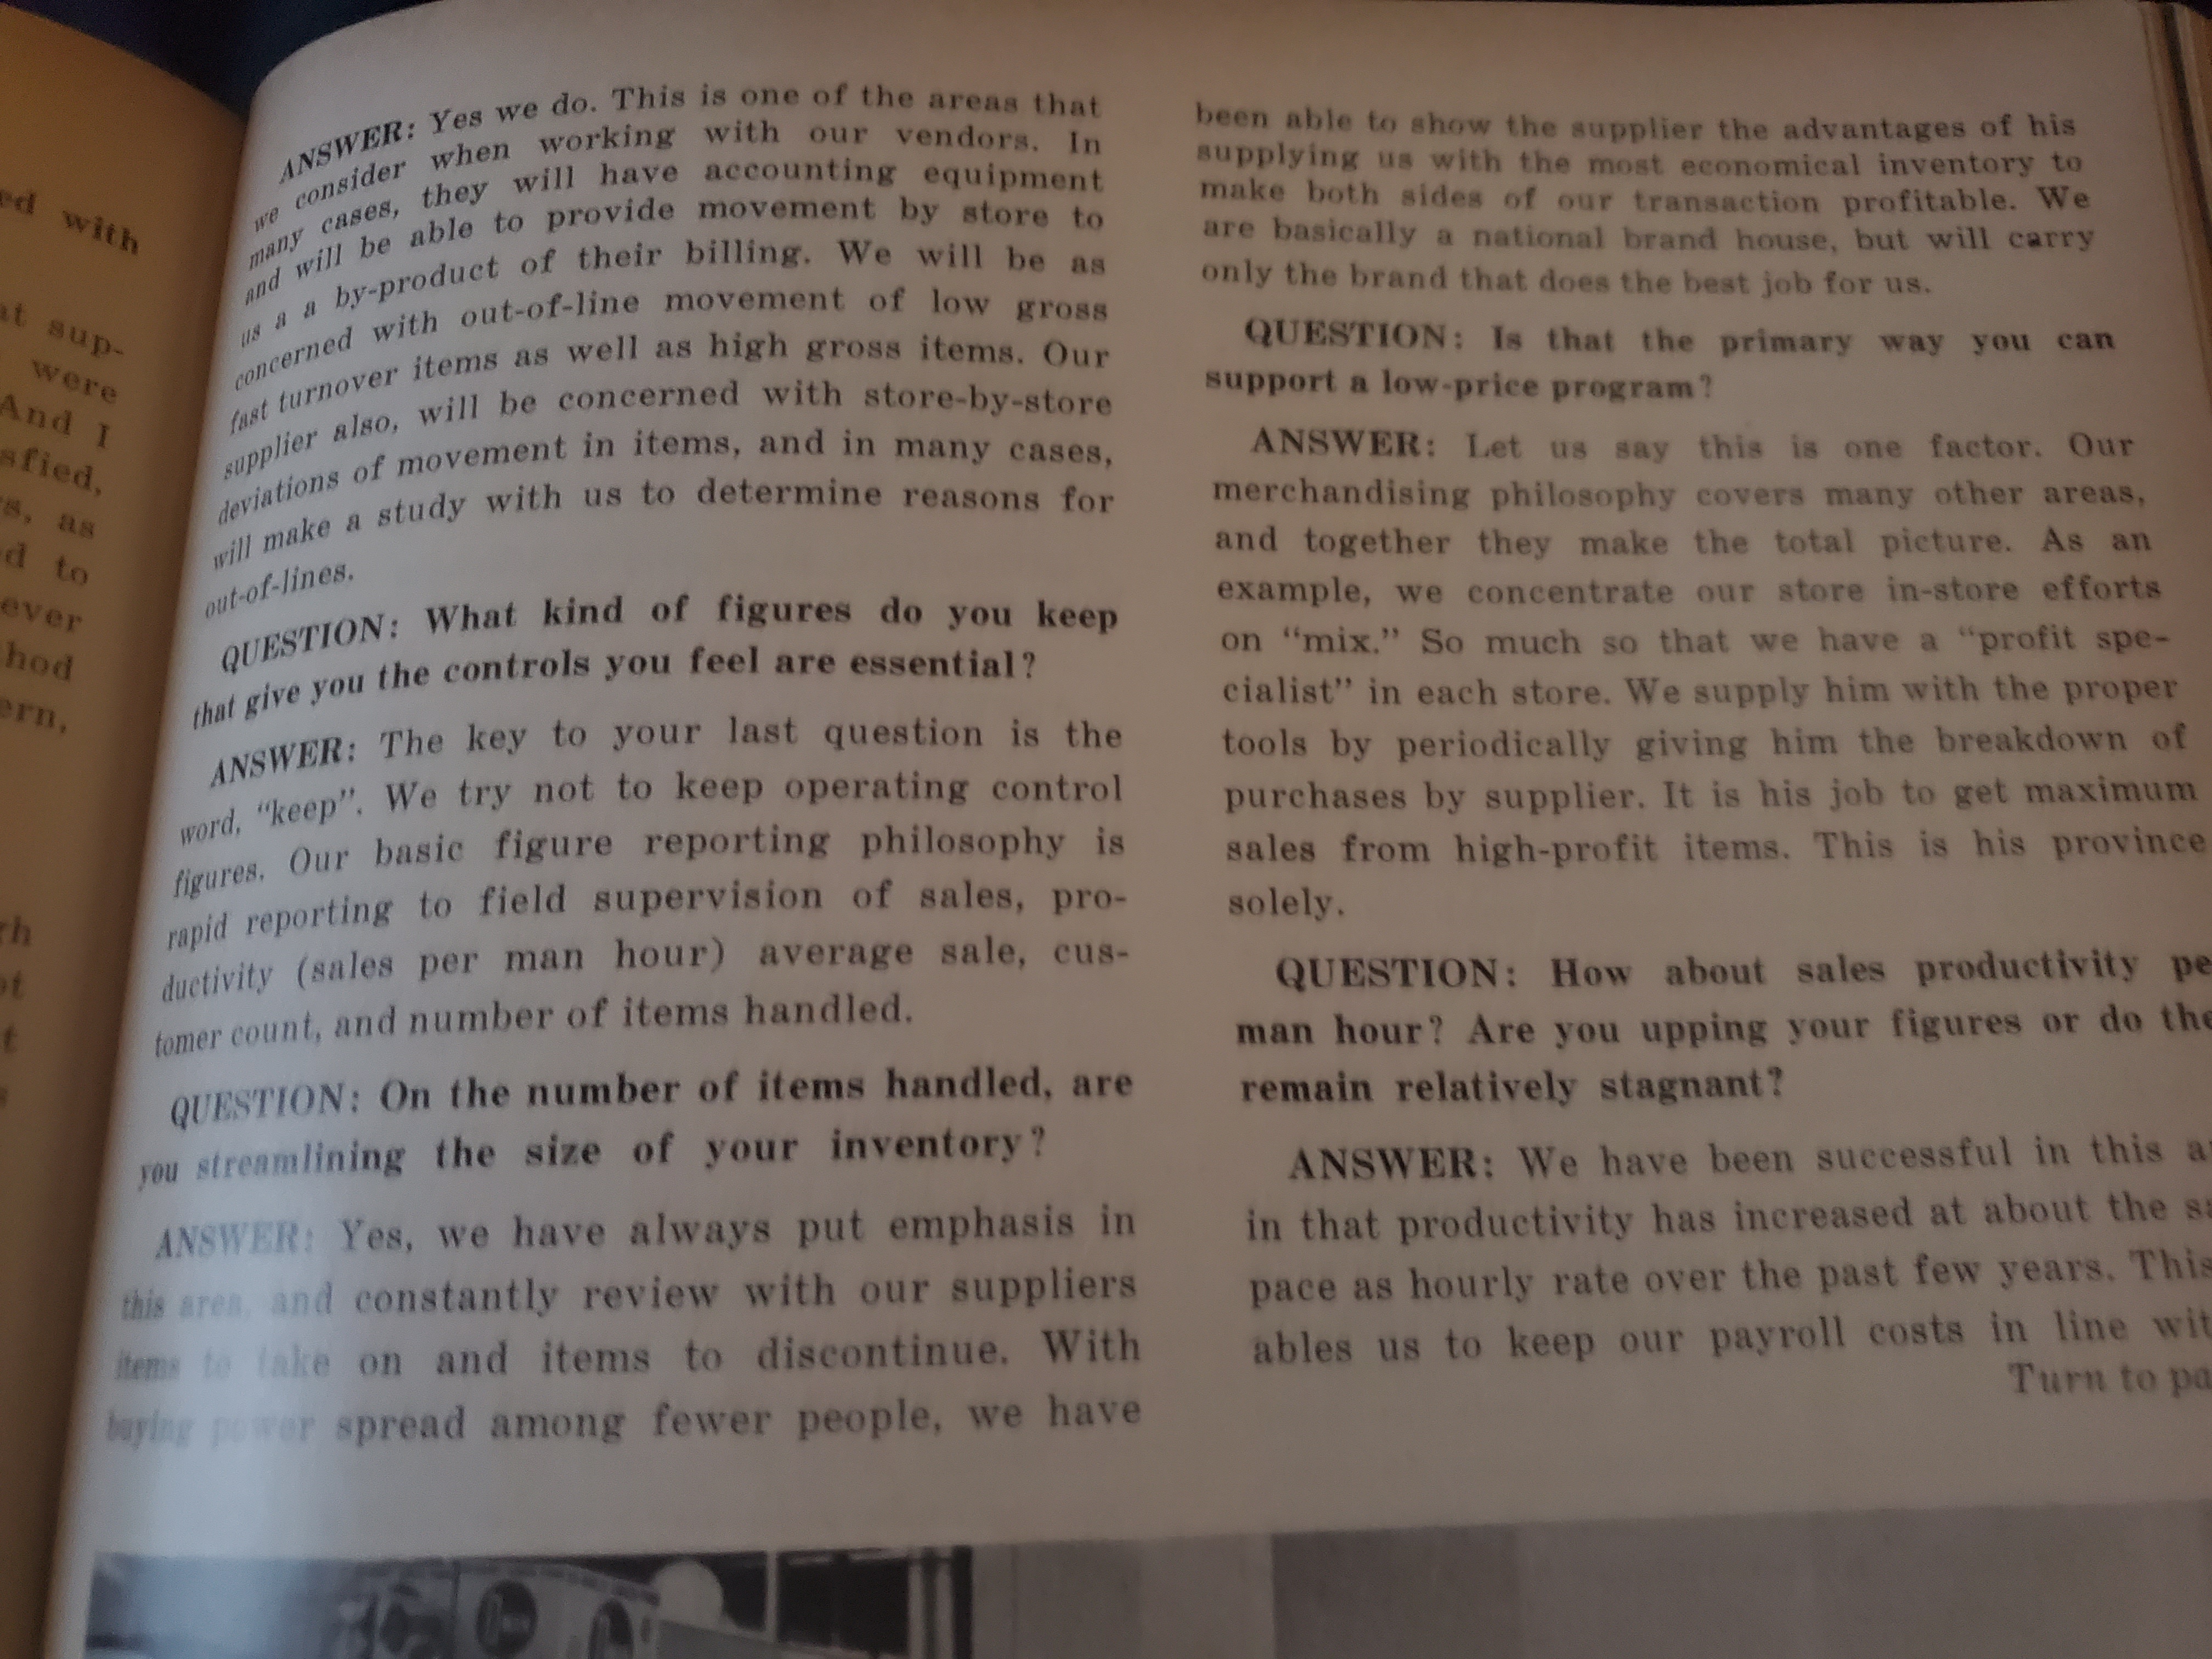 ed with
at sup-
were
And I
sfied,
s, as
d to
ever
hod
ern,
ANSWER: Yes we do. This is one of the areas that
we consider when working with our vendors. In
many cases, they will have accounting equipment
and will be able to provide movement by store to
us a a by-product of their billing. We will be as
concerned with out-of-line movement of low gross
fast turnover items as well as high gross items. Our
supplier also, will be concerned with store-by-store
deviations of movement in items, and in many cases,
will make a study with us to determine reasons for
out-of-lines.
QUESTION: What kind of figures do you keep
that give you the controls you feel are essential?
ANSWER: The key to your last question is the
word, “keep”. We try not to keep operating control
figures. Our basic figure reporting philosophy is
rapid reporting to field supervision of sales, pro-
ductivity (sales per man hour) average sale, cus-
tomer count, and number of items handled.
QUESTION: On the number of items handled, are
you streamlining the size of your inventory?
ANSWER: Yes, we have always put emphasis in
this area, and constantly review with our suppliers
items to take on and items to discontinue. With
buying power spread among fewer people, we have
been able to show the supplier the advantages of his
supplying us with the most economical inventory to
make both sides of our transaction profitable. We
are basically a national brand house, but will carry
only the brand that does the best job for us.
QUESTION: Is that the primary way you can
support a low-price program?
ANSWER: Let us say this is one factor. Our
merchandising philosophy covers many other areas,
and together they make the total picture. As an
example, we concentrate our store in-store efforts
on “mix.” So much so that we have a “profit spe-
cialist” in each store. We supply him with the proper
tools by periodically giving him the breakdown of
purchases by supplier. It is his job to get maximum
sales from high-profit items. This is his province
solely.
QUESTION: How about sales productivity pe
man hour? Are you upping your figures or do the
remain relatively stagnant?
ANSWER: We have been successful in this a
in that productivity has increased at about the sa
pace as hourly rate over the past few years. This
ables us to keep our payroll costs in line wit
Turn to pa